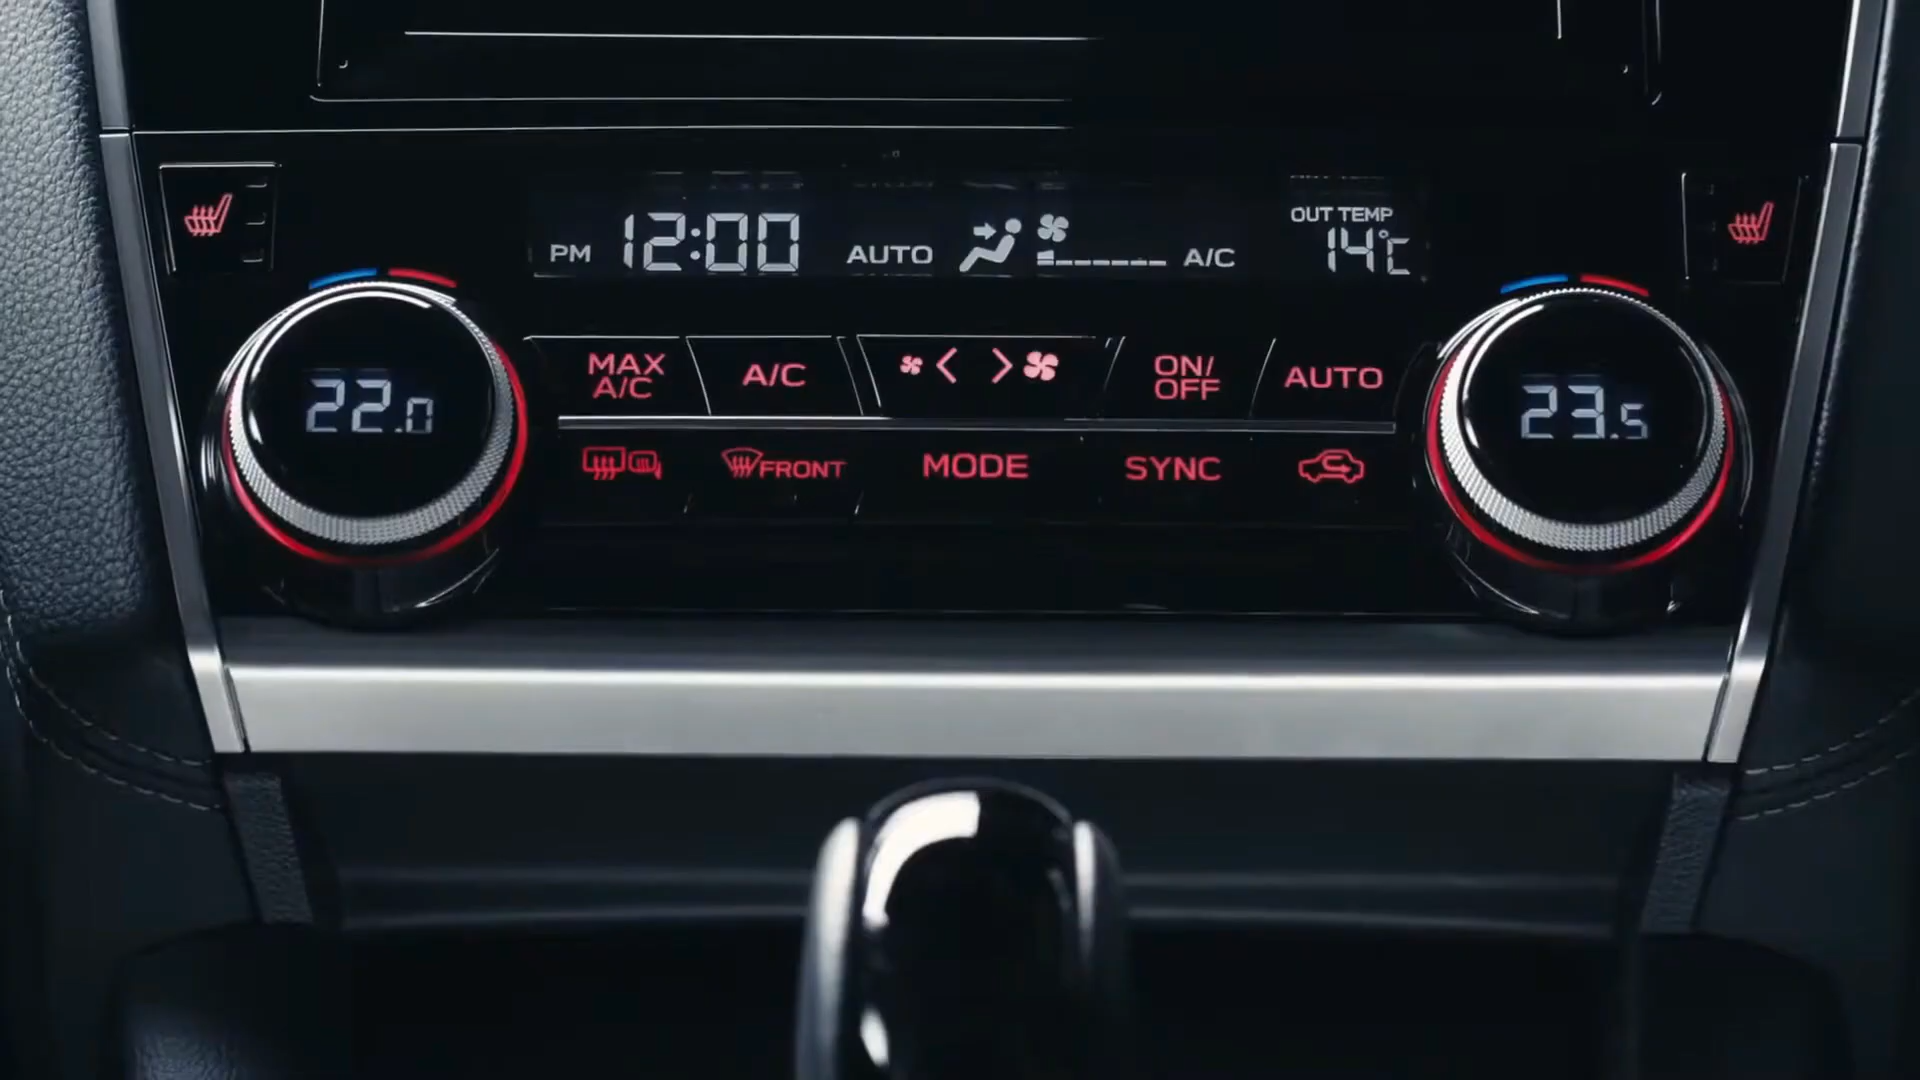 PM 12:00 AUTO A/C
OUT TEMP
14°C
22.0
MAX
A/C
A/C
ON/
OFF
AUTO
23.5
FRONT
MODE
SYNC